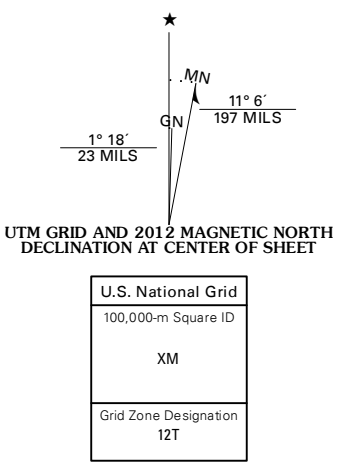 ★
MN
GN
11° 6´
197 MILS
1° 18´
23 MILS
UTM GRID AND 2012 MAGNETIC NORTH
DECLINATION AT CENTER OF SHEET
U.S. National Grid
100,000-m Square ID
XM
Grid Zone Designation
12T